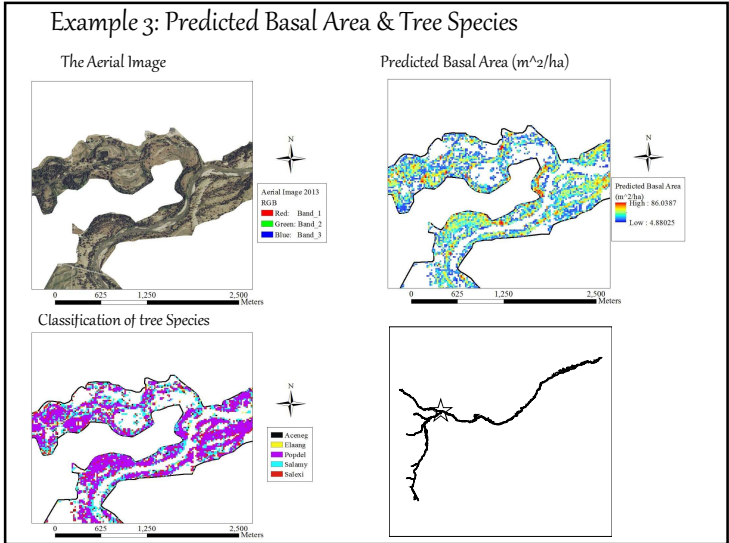 Example 3: Predicted Basal Area & Tree Species
The Aerial Image
N
Aerial Image 2013
RGB
Red: Band_1
Green: Band_2
Blue: Band_3
0 625 1,250 2,500
Meters
Predicted Basal Area (m^2/ha)
N
Predicted Basal Area
(m^2/ha)
High : 86.0387
Low : 4.88025
0 625 1,250 2,500
Meters
Classification of tree Species
N
Aceneg
Elaang
Popdel
Salamy
Salexi
0 625 1,250 2,500
Meters